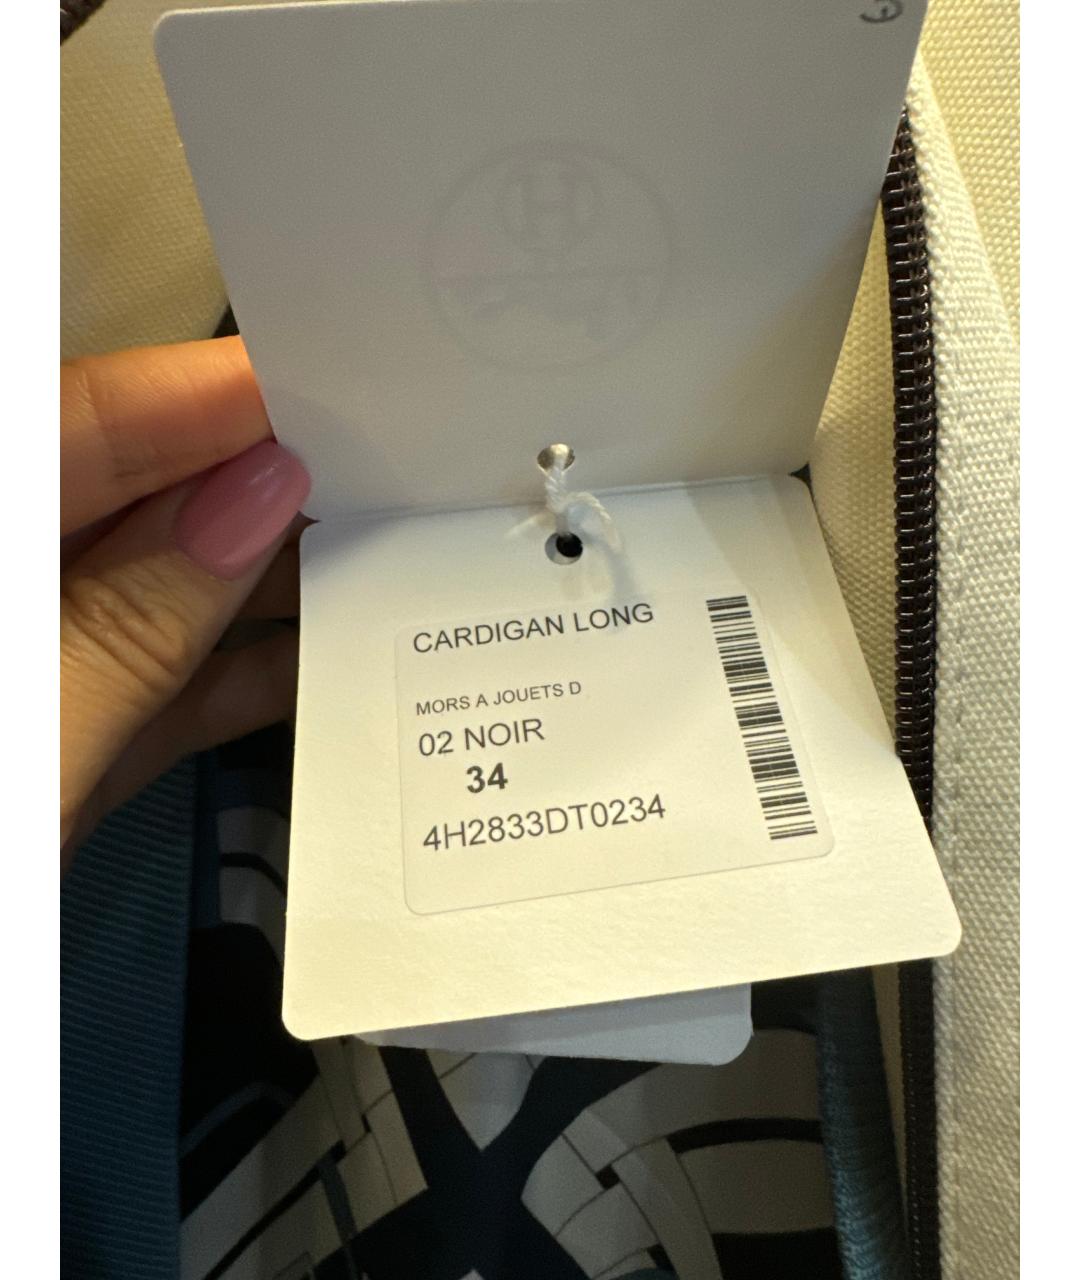 H
CARDIGAN LONG
MORS A JOUETS D
02 NOIR
34
4H2833DT0234